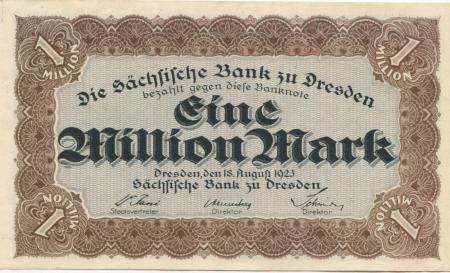 1 MILLION
1 MILLION
Die Sächsische Bank zu Dresden
bezahlt gegen diese Banknote
Eine
Million Mark
Dresden, den 18. August 1923
Sächsische Bank zu Dresden
Staatsvertreter Direktor Direktor
1 MILLION
1 MILLION